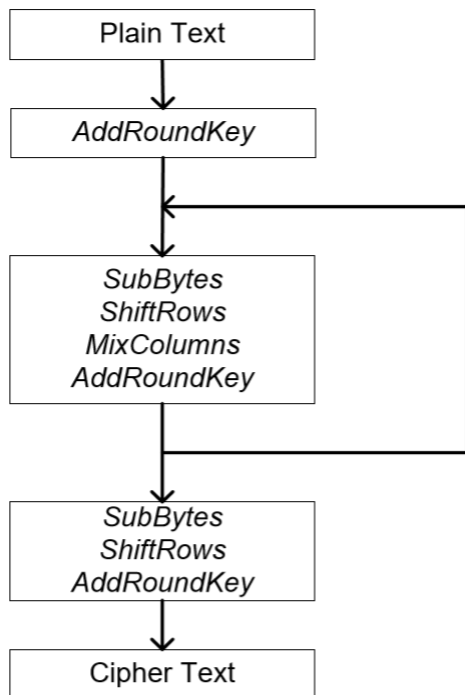 Plain Text
AddRoundKey
SubBytes
ShiftRows
MixColumns
AddRoundKey
SubBytes
ShiftRows
AddRoundKey
Cipher Text